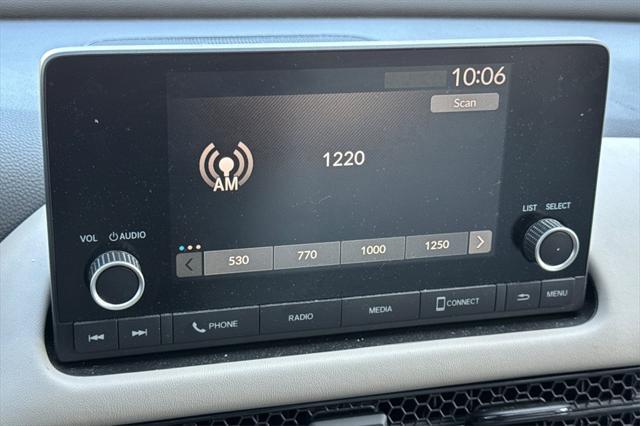 10:06
Scan
1220
AM
530 770 1000 1250
VOL AUDIO
LIST SELECT
PHONE RADIO MEDIA CONNECT MENU